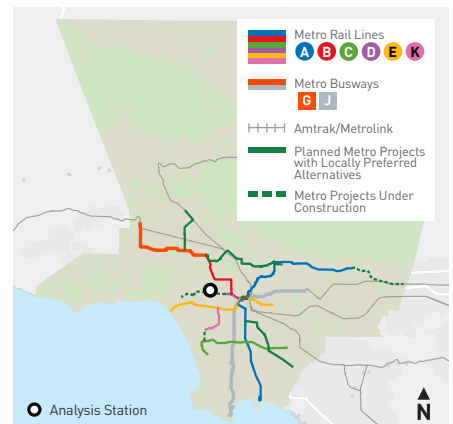 Metro Rail Lines
A B C D E K
Metro Busways
G J
Amtrak/Metrolink
Planned Metro Projects
with Locally Preferred
Alternatives
Metro Projects Under
Construction
Analysis Station
N